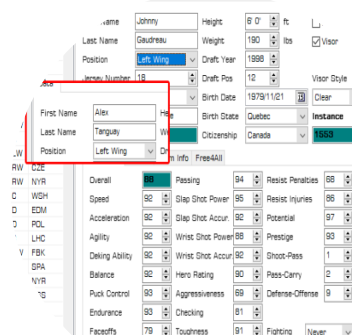 ame Johnny Height 6' 0" ft
Last Name Gaudreau Weight 190 lbs Visor
Position Left Wing Draft Year 1998
Jersey Number 18 Draft Pos 12 Visor Style
Birth Date 1979/11/21 Clear
First Name Alex He Birth State Quebec Instance
Last Name Tanguay W Citizenship Canada 1553
Position Left Wing Dr
m Info Free4All
RW CZE
RW NYR
WSH
D EDM
POL
LHC
FBK
SPA
NYR
Overall 88 Passing 94 Resist Penalties 68
Speed 92 Slap Shot Power 95 Resist Injuries 66
Acceleration 92 Slap Shot Accur. 92 Potential 97
Agility 92 Wrist Shot Power 88 Prestige 93
Deking Ability 92 Wrist Shot Accur. 92 Shoot-Pass 1
Balance 92 Hero Rating 90 Pass-Carry 2
Puck Control 93 Aggressiveness 69 Defense-Offense 9
Endurance 93 Checking 81
Faceoffs 79 Toughness 91 Fighting Never